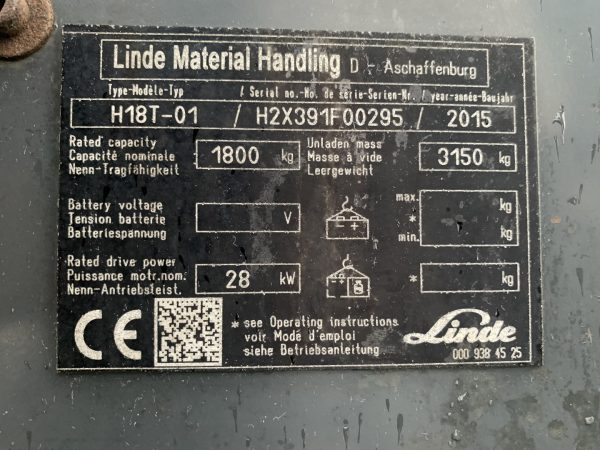 Linde Material Handling D - Aschaffenburg
Type-Modèle-Typ / Serial no.-No. de série-Serien-Nr. / year-année-Baujahr
H18T-01 / H2X391F00295 / 2015
Rated capacity
Capacité nominale
Nenn-Tragfähigkeit
1800 kg
Unladen mass
Masse à vide
Leergewicht
3150 kg
Battery voltage
Tension batterie
Batteriespannung
V
max.
*
min.
kg
kg
Rated drive power
Puissance motr.nom.
Nenn-Antriebsleist.
28 kW
* kg
CE
* see Operating instructions
voir Mode d'emploi
siehe Betriebsanleitung
Linde
000 938 45 25